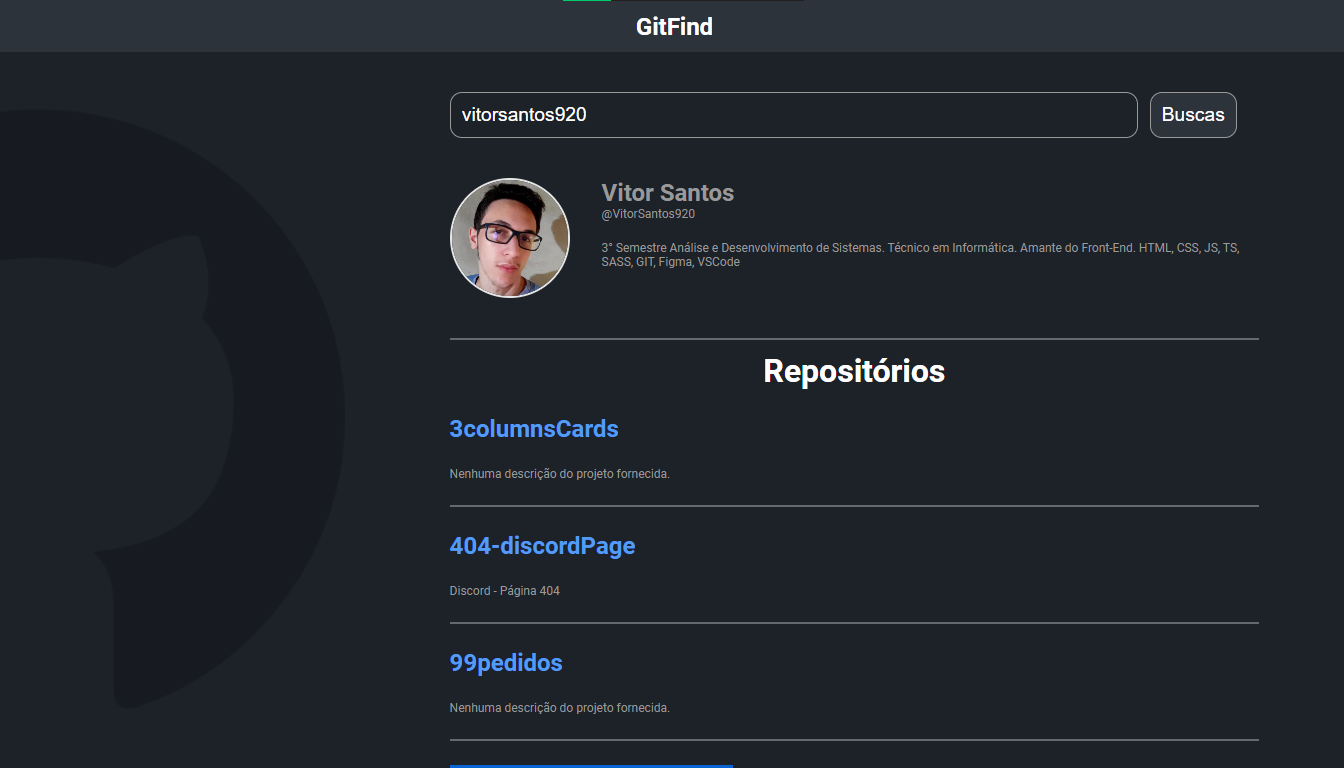 GitFind
vitorsantos920 Buscas
Vitor Santos
@VitorSantos920
3° Semestre Análise e Desenvolvimento de Sistemas. Técnico em Informática. Amante do Front-End. HTML, CSS, JS, TS,
SASS, GIT, Figma, VSCode
Repositórios
3columnsCards
Nenhuma descrição do projeto fornecida.
404-discordPage
Discord - Página 404
99pedidos
Nenhuma descrição do projeto fornecida.